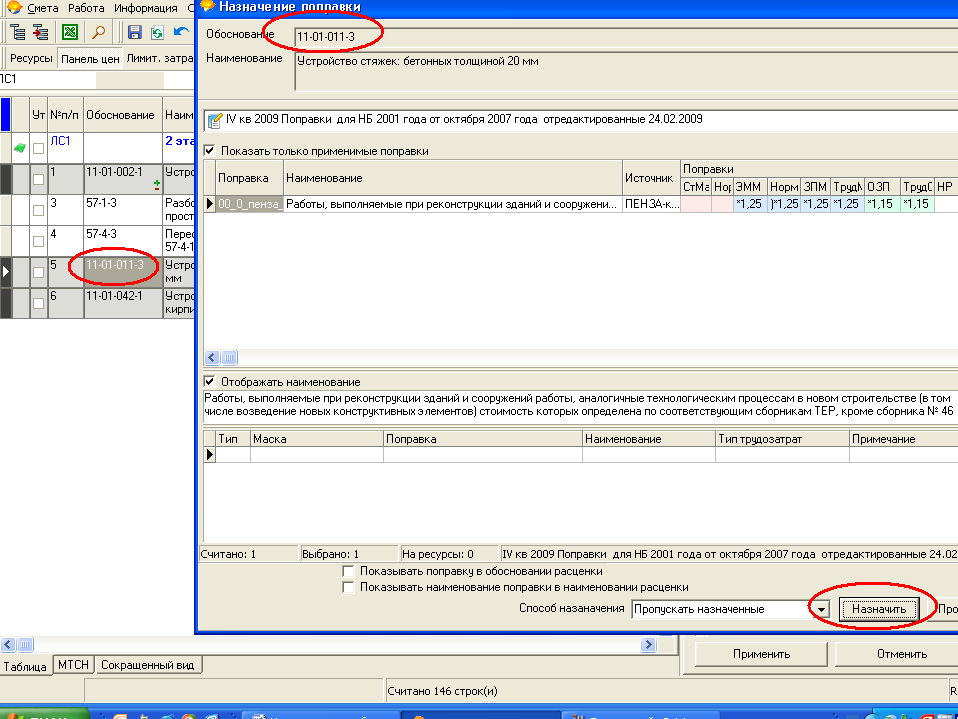 Смета Работа Информация
Назначение поправки
Обоснование 11-01-011-3
Наименование Устройство стяжек: бетонных толщиной 20 мм
Ресурсы Панель цен Лимит. затра
ЛС1
IV кв 2009 Поправки для НБ 2001 года от октября 2007 года отредактированные 24.02.2009
Показать только применимые поправки
Ут №п/п Обоснование Наим
ЛС1 2 эта
1 11-01-002-1 Устро
3 57-1-3 Разбо
прост
4 57-4-3 Перес
57-4-1
5 11-01-011-3 Устро
мм
6 11-01-042-1 Устро
кирпи
Поправка Наименование Источник Поправки
СтМа Нор ЭММ Норм ЗПМ ТрудМ ОЗП ТрудС НР
00_0_пенза_ Работы, выполняемые при реконструкции зданий и сооружени... ПЕНЗА-к... *1,25 )*1,25 *1,25 *1,25 *1,15 *1,15
Отображать наименование
Работы, выполняемые при реконструкции зданий и сооружений работы, аналогичные технологическим процессам в новом строительстве (в том
числе возведение новых конструктивных элементов) стоимость которых определена по соответствующим сборникам ТЕР, кроме сборника № 46
Тип Маска Поправка Наименование Тип трудозатрат Примечание
Считано: 1 Выбрано: 1 На ресурсы: 0 IV кв 2009 Поправки для НБ 2001 года от октября 2007 года отредактированные 24.02
Показывать поправку в обосновании расценки
Показывать наименование поправки в наименовании расценки
Способ назаначения Пропускать назначенные Назначить Про
Таблица МТСН Сокращенный вид
Применить Отменить
Считано 146 строк(и)